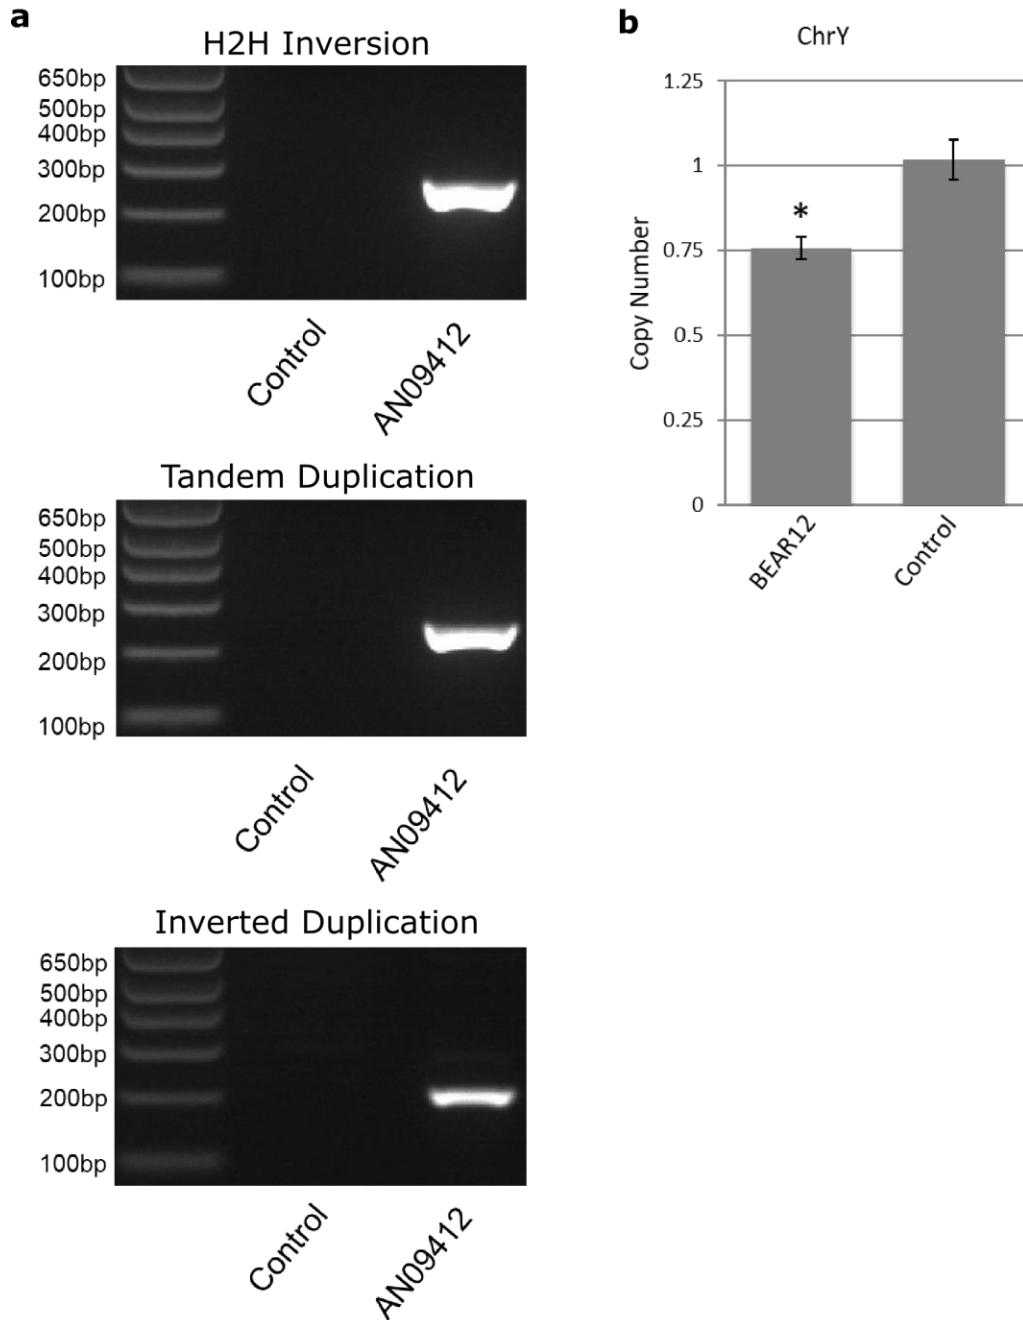 a
H2H Inversion
650bp
500bp
400bp
300bp
200bp
100bp
Control
AN09412
Tandem Duplication
650bp
500bp
400bp
300bp
200bp
100bp
Control
AN09412
Inverted Duplication
650bp
500bp
400bp
300bp
200bp
100bp
Control
AN09412
b
ChrY
Copy Number
1.25
1
0.75
0.5
0.25
0
*
BEAR12
Control